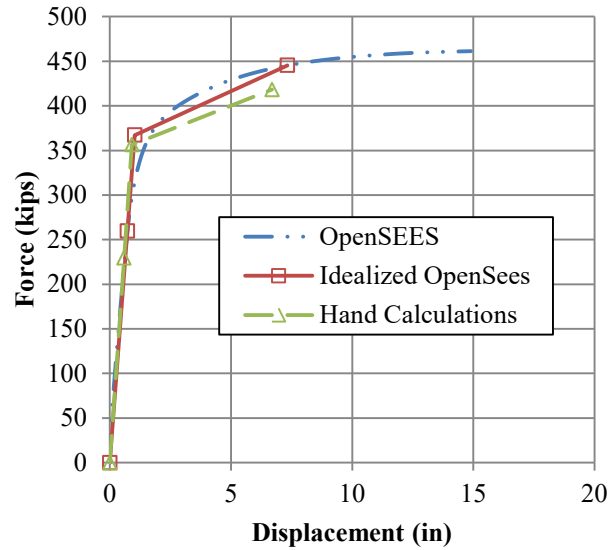 500
450
400
350
300
250
200
150
100
50
0
Force (kips)
OpenSEES
Idealized OpenSees
Hand Calculations
0 5 10 15 20
Displacement (in)